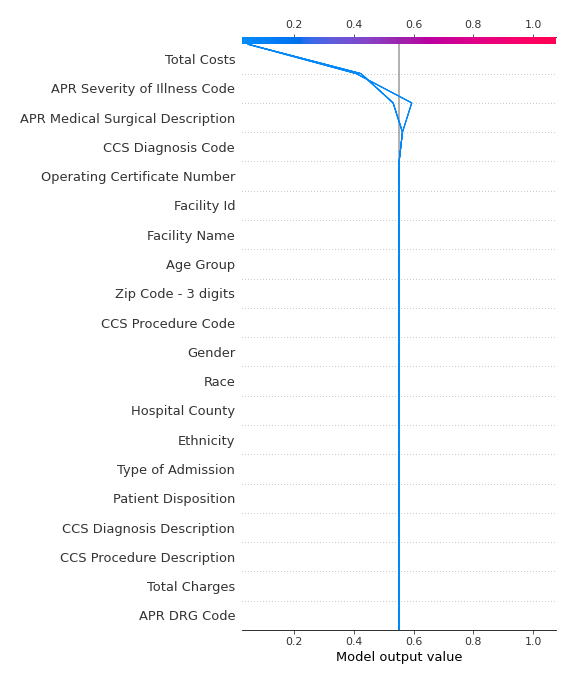 0.2 0.4 0.6 0.8 1.0
Total Costs
APR Severity of Illness Code
APR Medical Surgical Description
CCS Diagnosis Code
Operating Certificate Number
Facility Id
Facility Name
Age Group
Zip Code - 3 digits
CCS Procedure Code
Gender
Race
Hospital County
Ethnicity
Type of Admission
Patient Disposition
CCS Diagnosis Description
CCS Procedure Description
Total Charges
APR DRG Code
0.2 0.4 0.6 0.8 1.0
Model output value